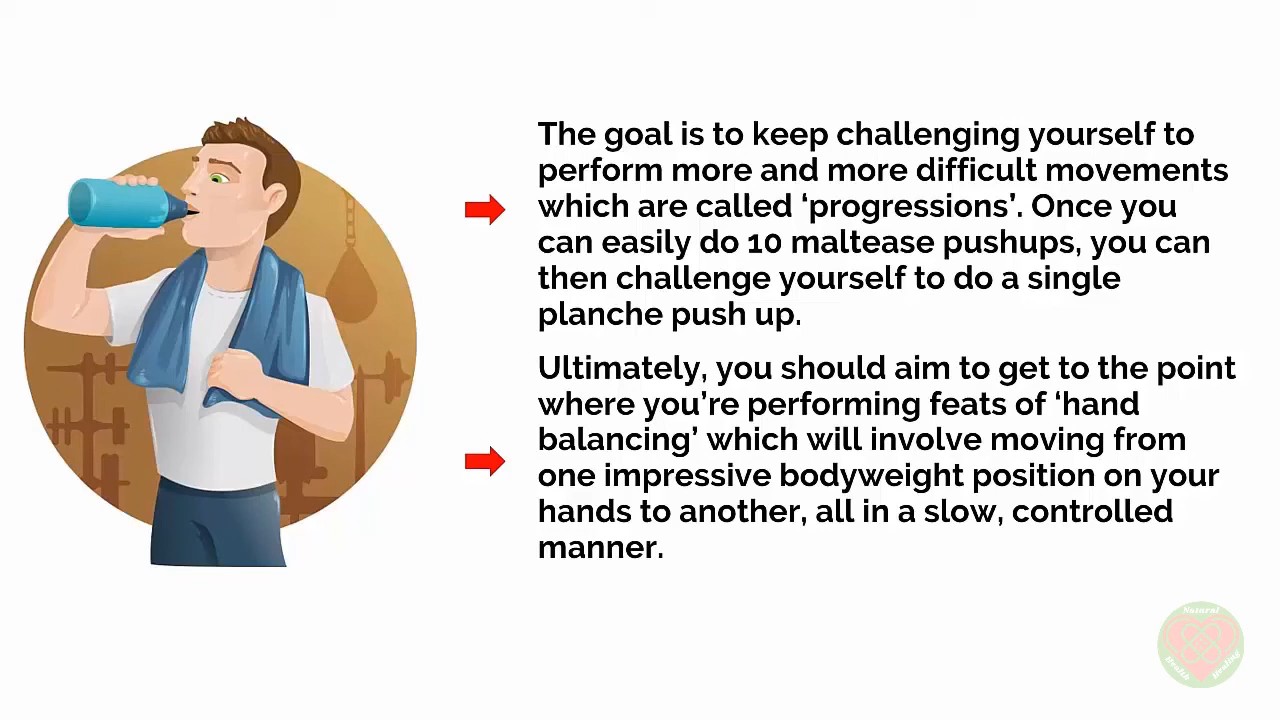 The goal is to keep challenging yourself to
perform more and more difficult movements
which are called ‘progressions’. Once you
can easily do 10 maltease pushups, you can
then challenge yourself to do a single
planche push up.
Ultimately, you should aim to get to the point
where you’re performing feats of ‘hand
balancing’ which will involve moving from
one impressive bodyweight position on your
hands to another, all in a slow, controlled
manner.
Natural
Health Healing